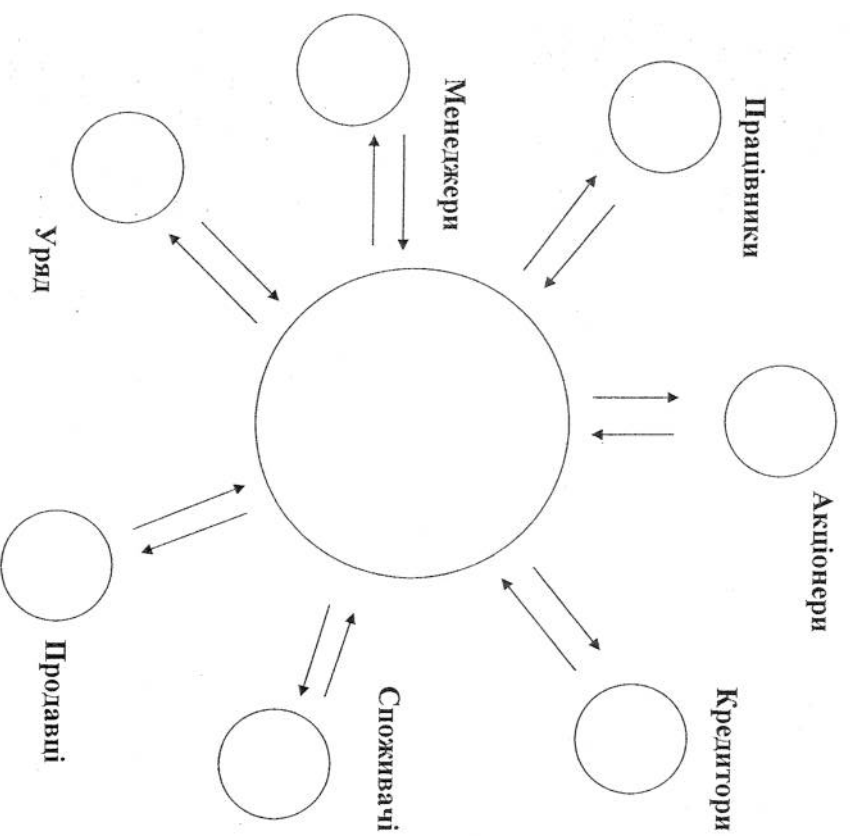 Акціонери
Працівники
Кредитори
Менеджери
Споживачі
Уряд
Продавці